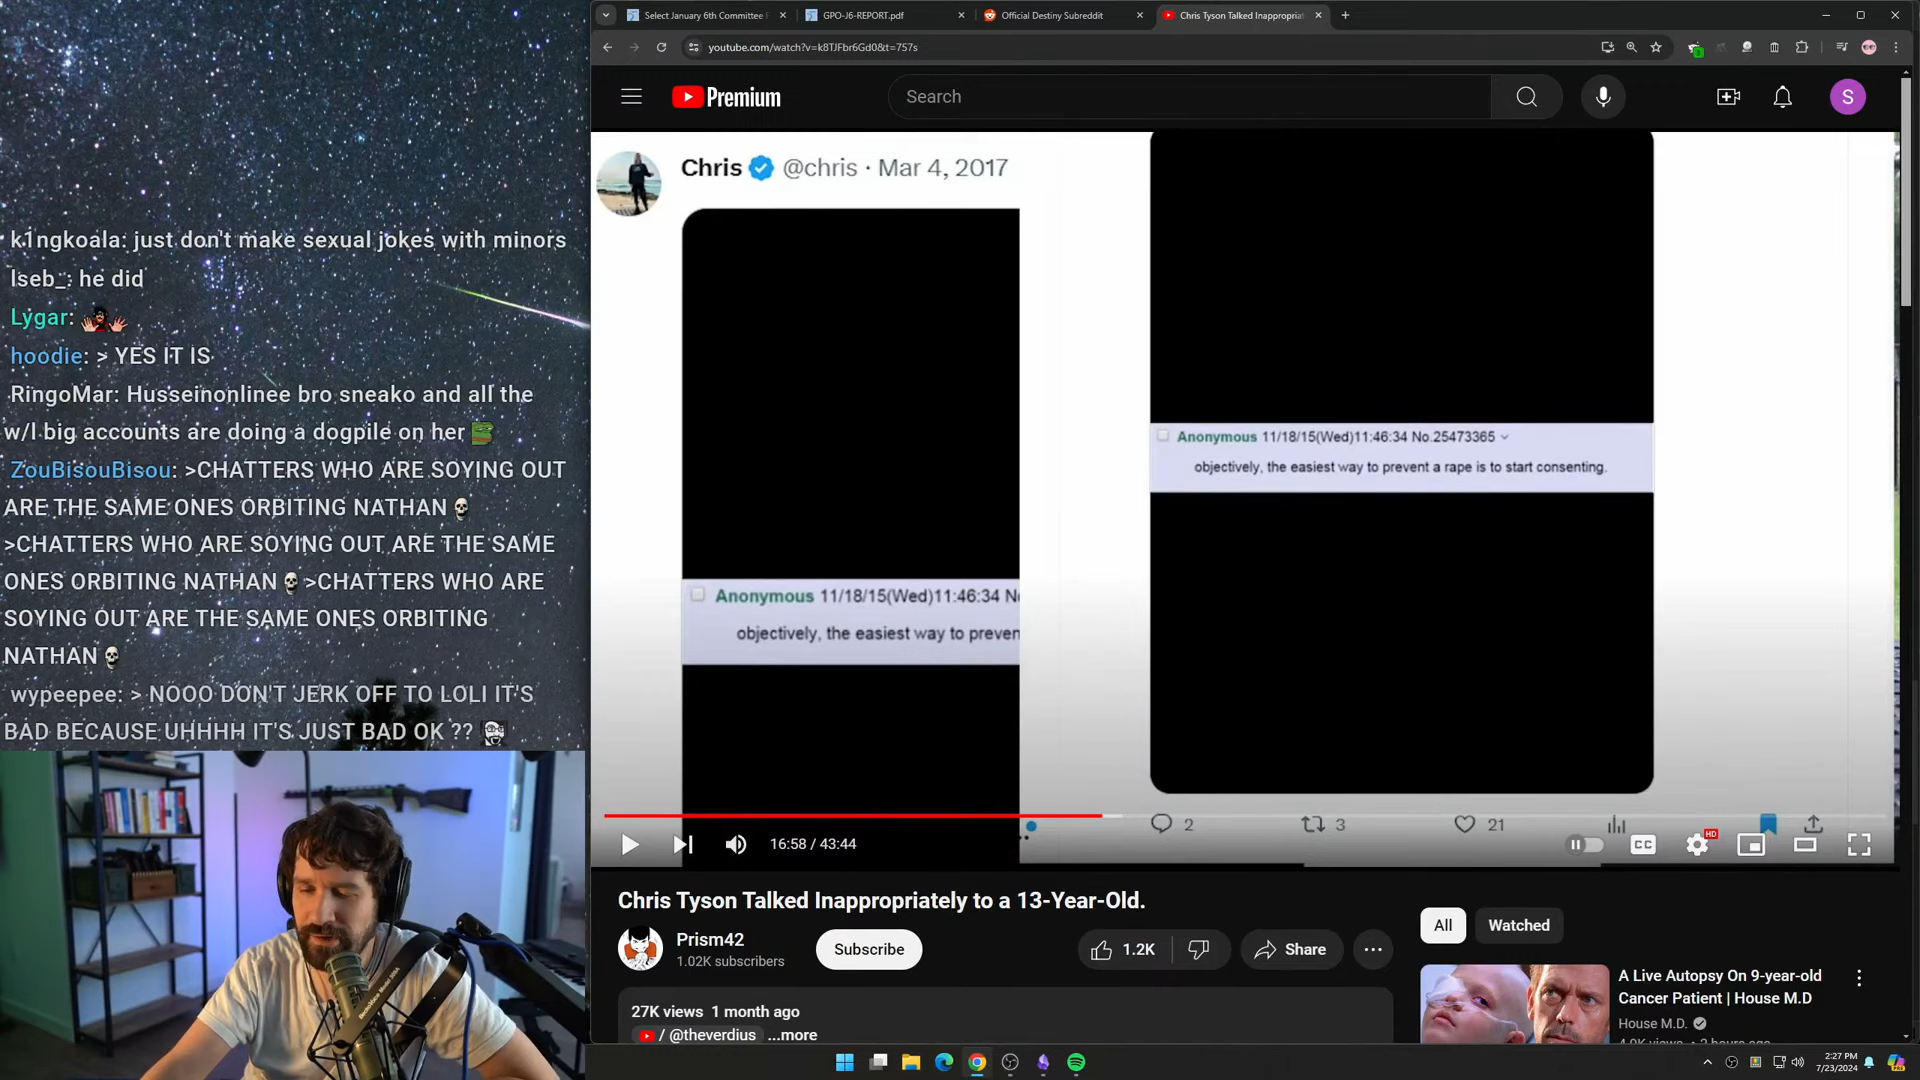 Select January 6th Committee F
GPO-J6-REPORT.pdf
Official Destiny Subreddit
Chris Tyson Talked Inappropriat
youtube.com/watch?v=k8TJFbr6Gd0&t=757s
Premium
Search
S
k1ngkoala: just don't make sexual jokes with minors
lseb_: he did
Lygar:
hoodie: > YES IT IS
RingoMar: Husseinonlinee bro sneako and all the
w/l big accounts are doing a dogpile on her
ZouBisouBisou: >CHATTERS WHO ARE SOYING OUT
ARE THE SAME ONES ORBITING NATHAN
>CHATTERS WHO ARE SOYING OUT ARE THE SAME
ONES ORBITING NATHAN >CHATTERS WHO ARE
SOYING OUT ARE THE SAME ONES ORBITING
NATHAN
wypeepee: > NOOO DON'T JERK OFF TO LOLI IT'S
BAD BECAUSE UHHHH IT'S JUST BAD OK ??
Chris @chris · Mar 4, 2017
Anonymous 11/18/15(Wed)11:46:34 N
objectively, the easiest way to preven
Anonymous 11/18/15(Wed)11:46:34 No.25473365
objectively, the easiest way to prevent a rape is to start consenting.
2
3
21
16:58 / 43:44
CC
HD
Chris Tyson Talked Inappropriately to a 13-Year-Old.
Prism42
1.02K subscribers
Subscribe
1.2K
Share
27K views 1 month ago
/ @theverdius ...more
All
Watched
A Live Autopsy On 9-year-old
Cancer Patient | House M.D
House M.D.
2:27 PM
7/23/2024